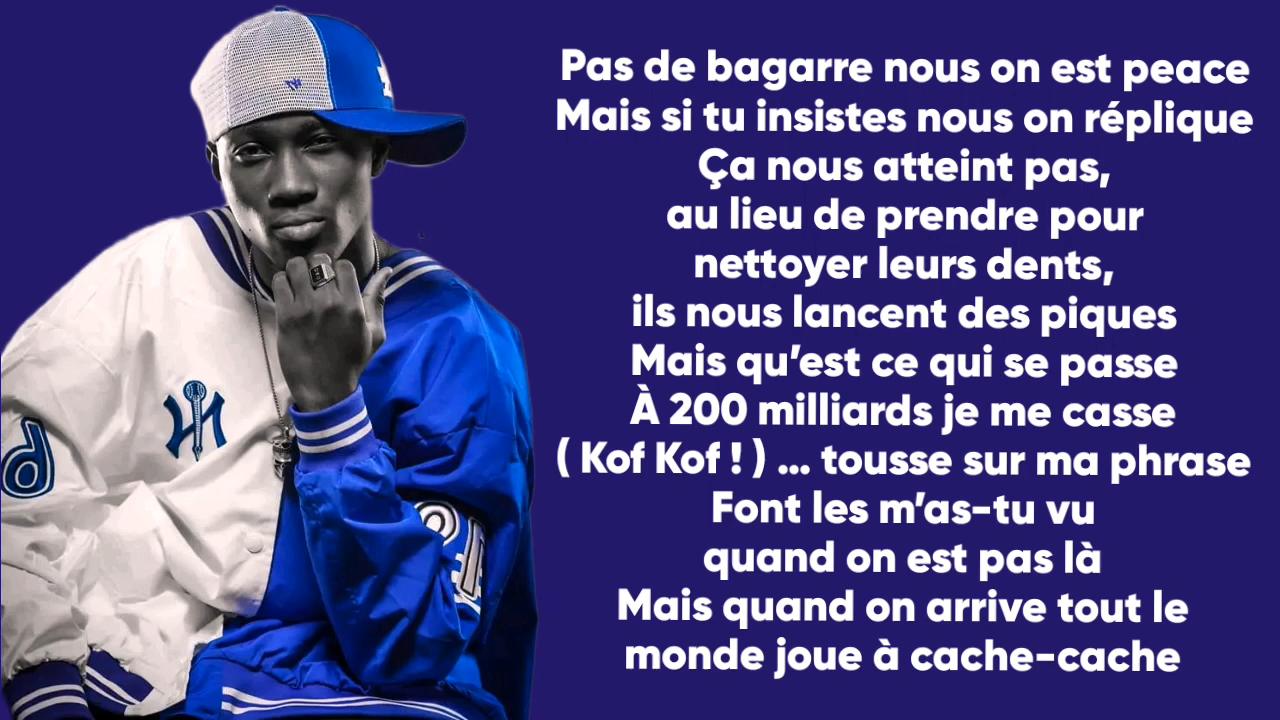 Pas de bagarre nous on est peace
Mais si tu insistes nous on réplique
Ça nous atteint pas,
au lieu de prendre pour
nettoyer leurs dents,
ils nous lancent des piques
Mais qu’est ce qui se passe
À 200 milliards je me casse
( Kof Kof ! ) ... tousse sur ma phrase
Font les m’as-tu vu
quand on est pas là
Mais quand on arrive tout le
monde joue à cache-cache